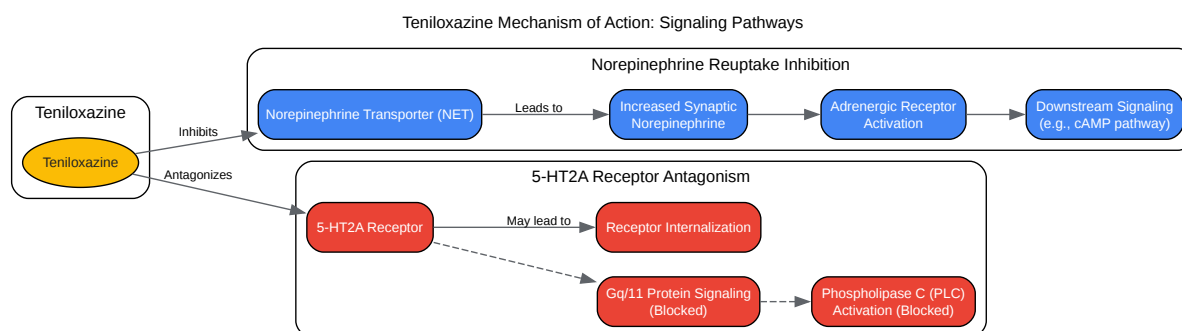 Teniloxazine Mechanism of Action: Signaling Pathways
Norepinephrine Reuptake Inhibition
Teniloxazine
Teniloxazine
Inhibits
Antagonizes
Norepinephrine Transporter (NET)
Leads to
Increased Synaptic
Norepinephrine
Adrenergic Receptor
Activation
Downstream Signaling
(e.g., cAMP pathway)
5-HT2A Receptor Antagonism
5-HT2A Receptor
May lead to
Receptor Internalization
Gq/11 Protein Signaling
(Blocked)
Phospholipase C (PLC)
Activation (Blocked)